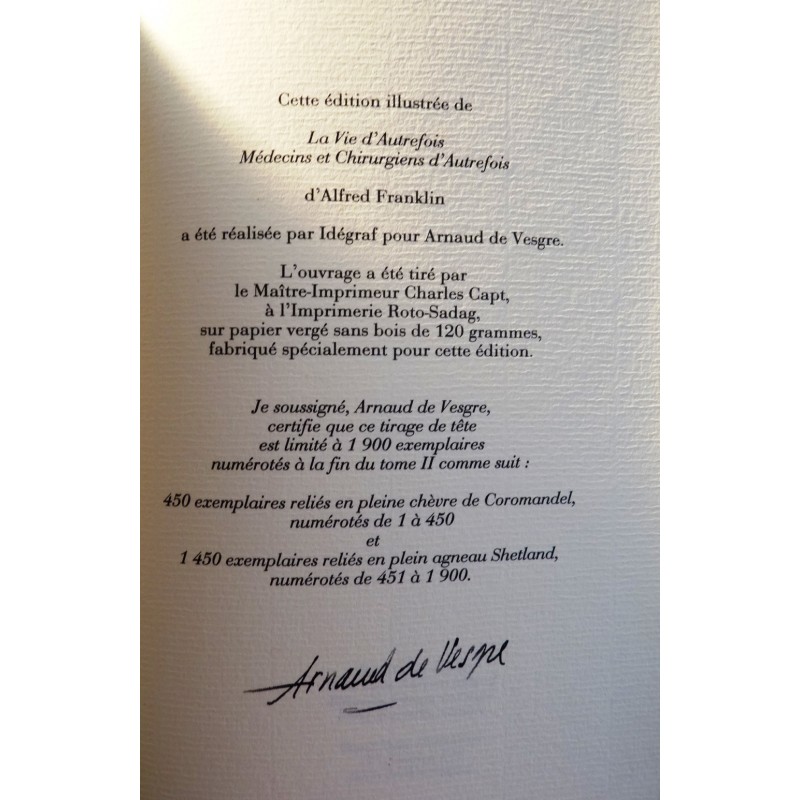 Cette édition illustrée de
La Vie d'Autrefois
Médecins et Chirurgiens d'Autrefois
d'Alfred Franklin
a été réalisée par Idégraf pour Arnaud de Vesgre.
L'ouvrage a été tiré par
le Maître-Imprimeur Charles Capt,
à l'Imprimerie Roto-Sadag,
sur papier vergé sans bois de 120 grammes,
fabriqué spécialement pour cette édition.
Je soussigné, Arnaud de Vesgre,
certifie que ce tirage de tête
est limité à 1 900 exemplaires
numérotés à la fin du tome II comme suit :
450 exemplaires reliés en pleine chèvre de Coromandel,
numérotés de 1 à 450
et
1 450 exemplaires reliés en plein agneau Shetland,
numérotés de 451 à 1 900.
Arnaud de Vesgre